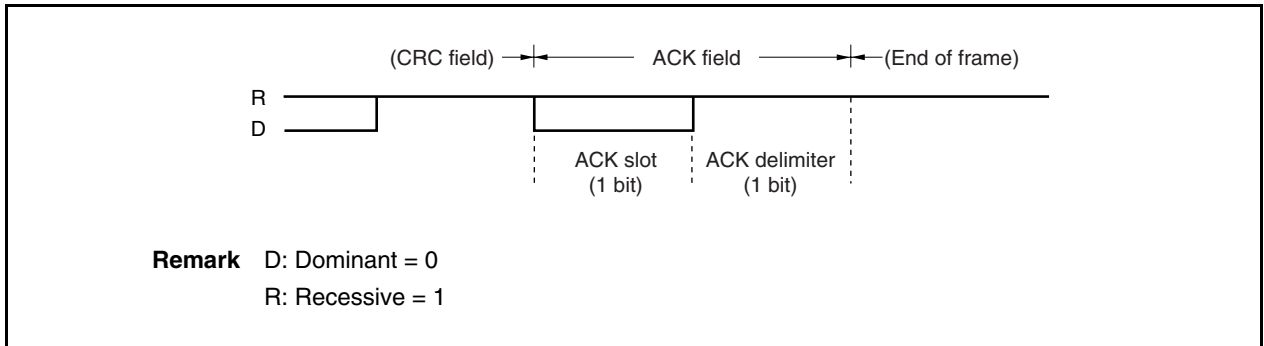 (CRC field) ACK field (End of frame)
R
D
ACK slot ACK delimiter
(1 bit) (1 bit)
Remark D: Dominant = 0
R: Recessive = 1